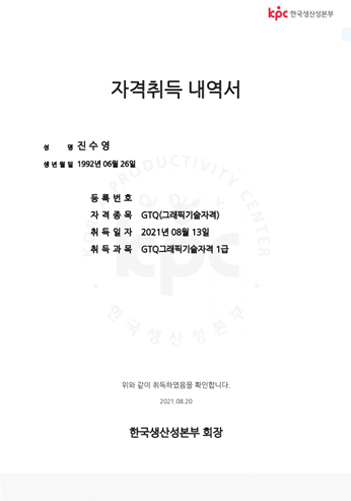 kpc 한국생산성본부
자격취득 내역서
성 명 진 수 영
생 년 월 일 1992년 06월 26일
등 록 번 호
자 격 종 목 GTQ(그래픽기술자격)
취 득 일 자 2021년 08월 13일
취 득 과 목 GTQ그래픽기술자격 1급
PRODUCTIVITY CENTER
kpc
한국생산성본부
위와 같이 취득하였음을 확인합니다.
2021.08.20
한국생산성본부 회장